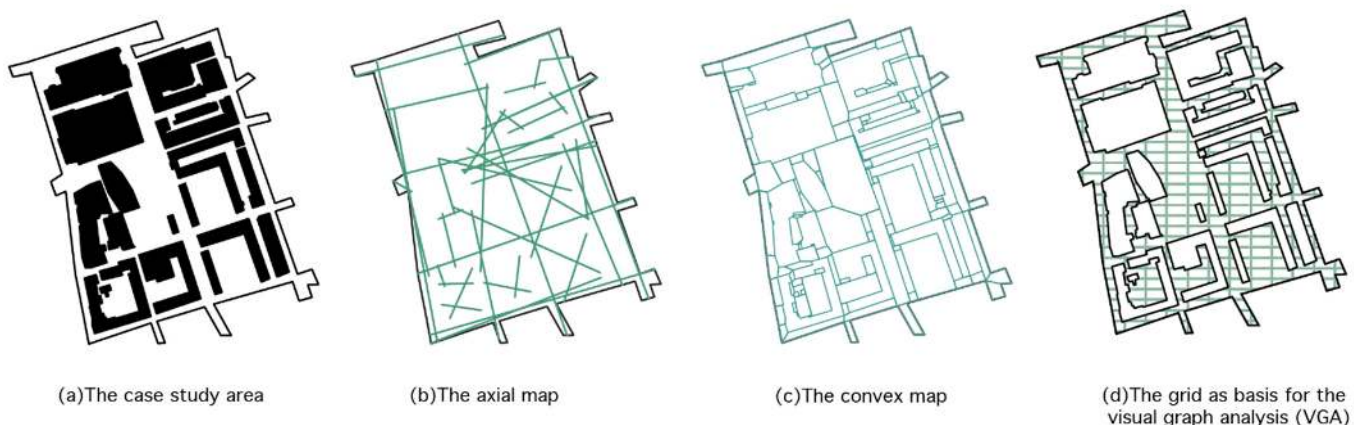 (a)The case study area
(b)The axial map
(c)The convex map
(d)The grid as basis for the
visual graph analysis (VGA)